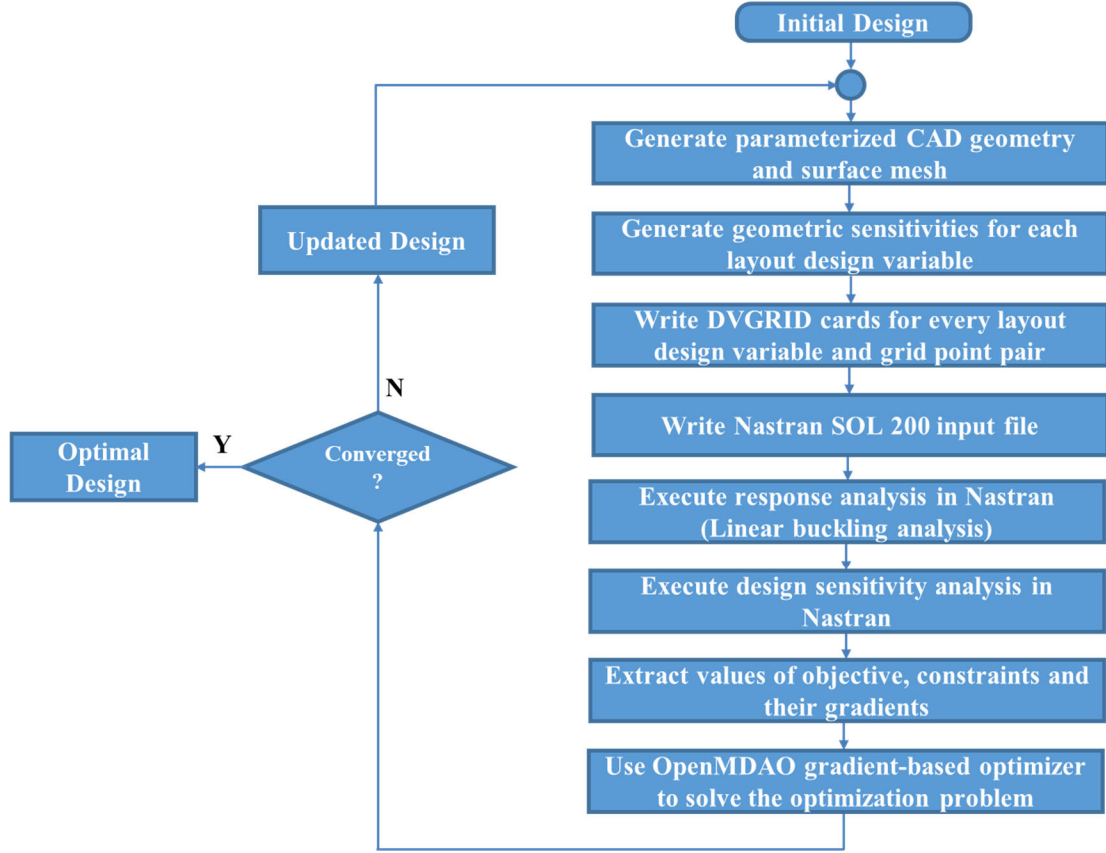 Initial Design
Generate parameterized CAD geometry
and surface mesh
Generate geometric sensitivities for each
layout design variable
Write DVGRID cards for every layout
design variable and grid point pair
Write Nastran SOL 200 input file
Execute response analysis in Nastran
(Linear buckling analysis)
Execute design sensitivity analysis in
Nastran
Extract values of objective, constraints and
their gradients
Use OpenMDAO gradient-based optimizer
to solve the optimization problem
Converged
?
N
Updated Design
Y
Optimal
Design